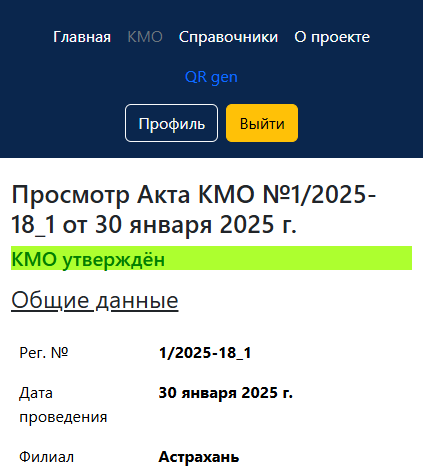 Главная КМО Справочники О проекте
QR gen
Профиль Выйти
Просмотр Акта КМО №1/2025-
18_1 от 30 января 2025 г.
КМО утверждён
Общие данные
Рег. № 1/2025-18_1
Дата 30 января 2025 г.
проведения
Филиал Астрахань